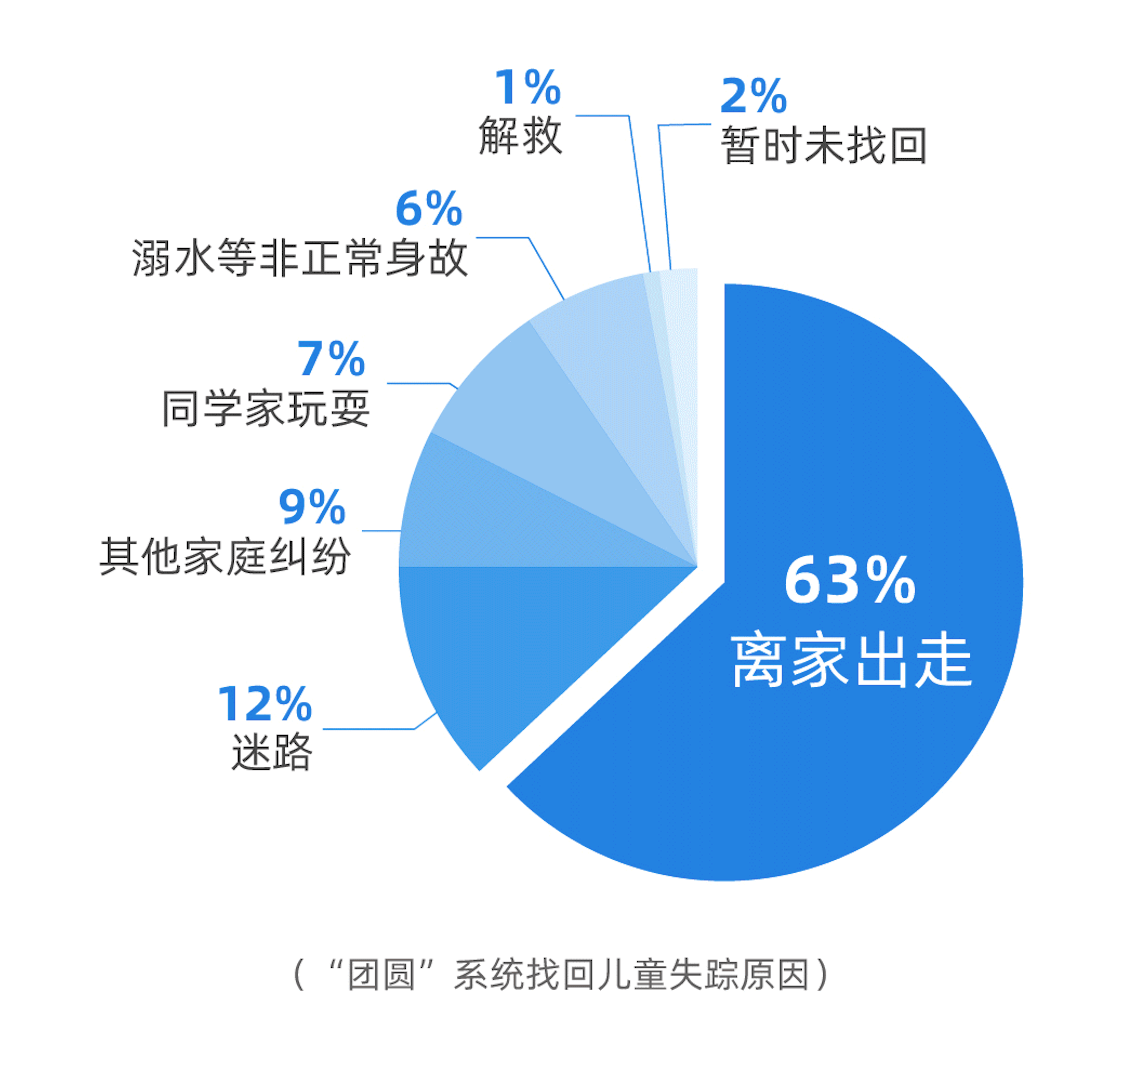 1%
解救
2%
暂时未找回
6%
溺水等非正常身故
7%
同学家玩耍
9%
其他家庭纠纷
63%
离家出走
12%
迷路
(“团圆”系统找回儿童失踪原因)